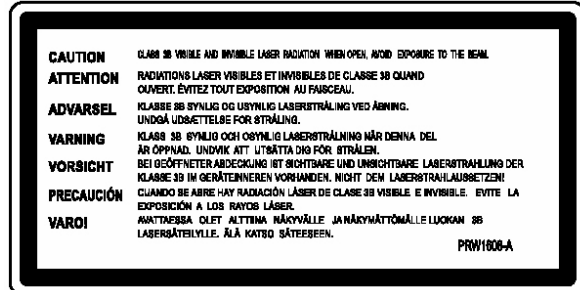 CAUTION CLASS 3B VISIBLE AND INVISIBLE LASER RADIATION WHEN OPEN, AVOID EXPOSURE TO THE BEAM.
ATTENTION RADIATIONS LASER VISIBLES ET INVISIBLES DE CLASSE 3B QUAND
OUVERT. ÉVITEZ TOUT EXPOSITION AU FAISCEAU.
ADVARSEL KLASSE 3B SYNLIG OG USYNLIG LASERSTRÅLING VED ÅBNING.
UNDGÅ UDSÆTTELSE FOR STRÅLING.
VARNING KLASS 3B SYNLIG OCH OSYNLIG LASERSTRÅLNING NÄR DENNA DEL
ÄR ÖPPNAD. UNDVIK ATT UTSÄTTA DIG FÖR STRÅLEN.
VORSICHT BEI GEÖFFNETER ABDECKUNG IST SICHTBARE UND UNSICHTBARE LASERSTRAHLUNG DER
KLASSE 3B IM GERÄTEINNEREN VORHANDEN. NICHT DEM LASERSTRAHLAUSSETZEN!
PRECAUCIÓN CUANDO SE ABRE HAY RADIACIÓN LÁSER DE CLASE 3B VISIBLE E INVISIBLE. EVITE LA
EXPOSICIÓN A LOS RAYOS LÁSER.
VARO! AVATTAESSA OLET ALTTIINA NÄKYVÄLLE JA NÄKYMÄTTÖMÄLLE LUOKAN 3B
LASERSÄTEILYLLE. ÄLÄ KATSO SÄTEESEEN.
PRW1606-A